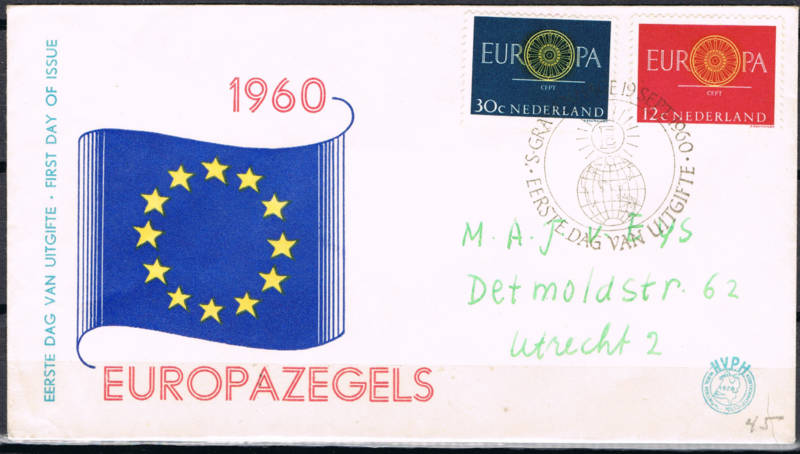 EERSTE DAG VAN UITGIFTE · FIRST DAY OF ISSUE
1960
EUROPAZEGELS
EUROPA
CEPT
30c NEDERLAND
EUROPA
CEPT
12c NEDERLAND
'S-GRA E 19 SEPT. 1960 ·
· EERSTE DAG VAN UITGIFTE ·
M. A. J v Eys
Detmoldstr. 62
Utrecht 2
NVPH
45